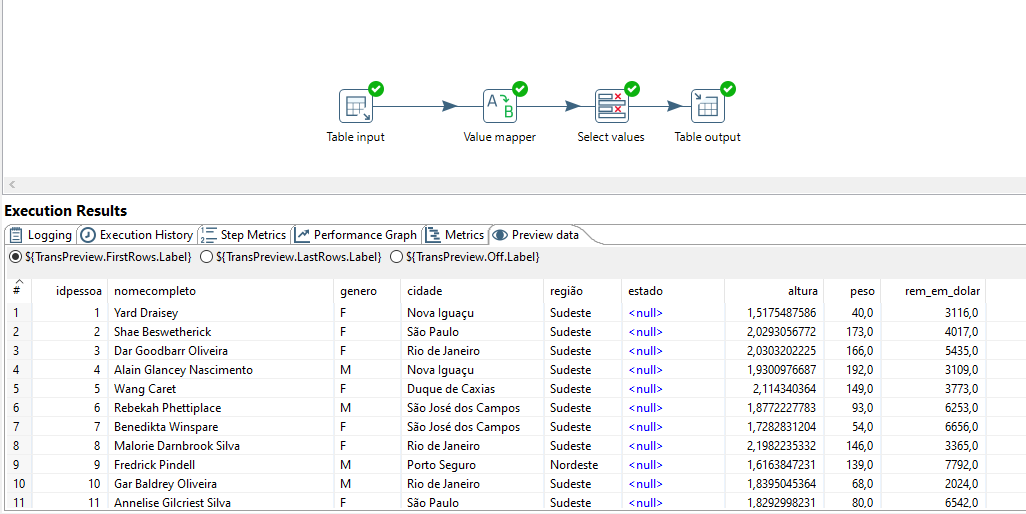 Table input Value mapper Select values Table output
Execution Results
Logging Execution History Step Metrics Performance Graph Metrics Preview data
${TransPreview.FirstRows.Label} ${TransPreview.LastRows.Label} ${TransPreview.Off.Label}
# idpessoa nomecompleto genero cidade região estado altura peso rem_em_dolar
1 1 Yard Draisey F Nova Iguaçu Sudeste <null> 1,5175487586 40,0 3116,0
2 2 Shae Beswetherick F São Paulo Sudeste <null> 2,0293056772 173,0 4017,0
3 3 Dar Goodbarr Oliveira F Rio de Janeiro Sudeste <null> 2,0303202225 166,0 5435,0
4 4 Alain Glancey Nascimento M Nova Iguaçu Sudeste <null> 1,9300976687 192,0 3109,0
5 5 Wang Caret F Duque de Caxias Sudeste <null> 2,114340364 149,0 3773,0
6 6 Rebekah Phettiplace M São José dos Campos Sudeste <null> 1,8772227783 93,0 6253,0
7 7 Benedikta Winspare F São José dos Campos Sudeste <null> 1,7282831204 54,0 6656,0
8 8 Malorie Darnbrook Silva F Rio de Janeiro Sudeste <null> 2,1982235332 146,0 3365,0
9 9 Fredrick Pindell M Porto Seguro Nordeste <null> 1,6163847231 139,0 7792,0
10 10 Gar Baldrey Oliveira M Rio de Janeiro Sudeste <null> 1,8395045364 68,0 2024,0
11 11 Annelise Gilcriest Silva F São Paulo Sudeste <null> 1,8292998231 80,0 6542,0